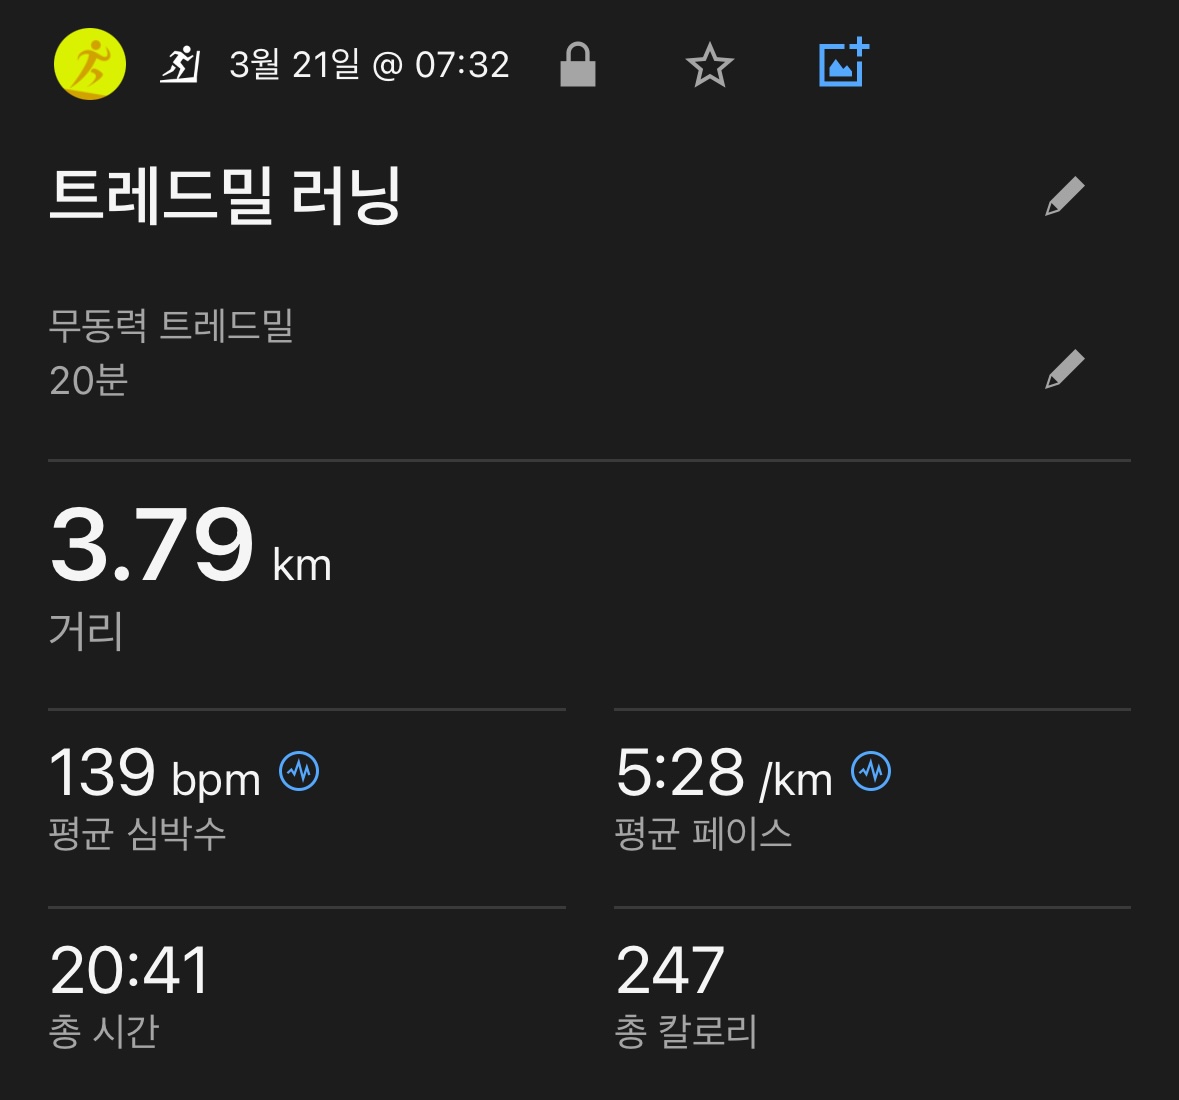 3월 21일 @ 07:32
트레드밀 러닝
무동력 트레드밀
20분
3.79 km
거리
139 bpm
평균 심박수
5:28 /km
평균 페이스
20:41
총 시간
247
총 칼로리